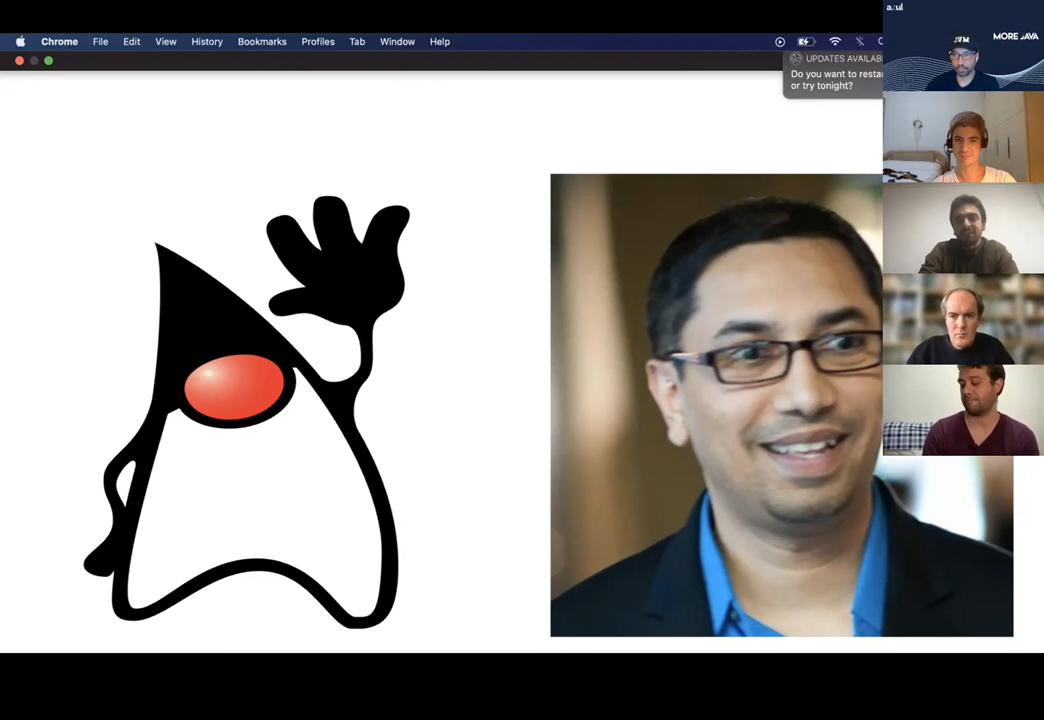 Chrome File Edit View History Bookmarks Profiles Tab Window Help
UPDATES AVAILAB
Do you want to resta
or try tonight?
azul
MORE JAVA
JVM